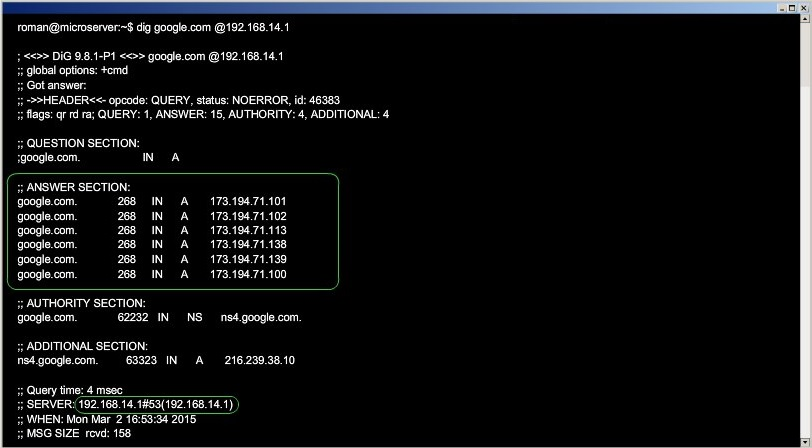 roman@microserver:~$ dig google.com @192.168.14.1
; <<>> DiG 9.8.1-P1 <<>> google.com @192.168.14.1
;; global options: +cmd
;; Got answer:
;; ->>HEADER<<- opcode: QUERY, status: NOERROR, id: 46383
;; flags: qr rd ra; QUERY: 1, ANSWER: 15, AUTHORITY: 4, ADDITIONAL: 4
;; QUESTION SECTION:
;google.com. IN A
;; ANSWER SECTION:
google.com. 268 IN A 173.194.71.101
google.com. 268 IN A 173.194.71.102
google.com. 268 IN A 173.194.71.113
google.com. 268 IN A 173.194.71.138
google.com. 268 IN A 173.194.71.139
google.com. 268 IN A 173.194.71.100
;; AUTHORITY SECTION:
google.com. 62232 IN NS ns4.google.com.
;; ADDITIONAL SECTION:
ns4.google.com. 63323 IN A 216.239.38.10
;; Query time: 4 msec
;; SERVER: 192.168.14.1#53(192.168.14.1)
;; WHEN: Mon Mar 2 16:53:34 2015
;; MSG SIZE rcvd: 158